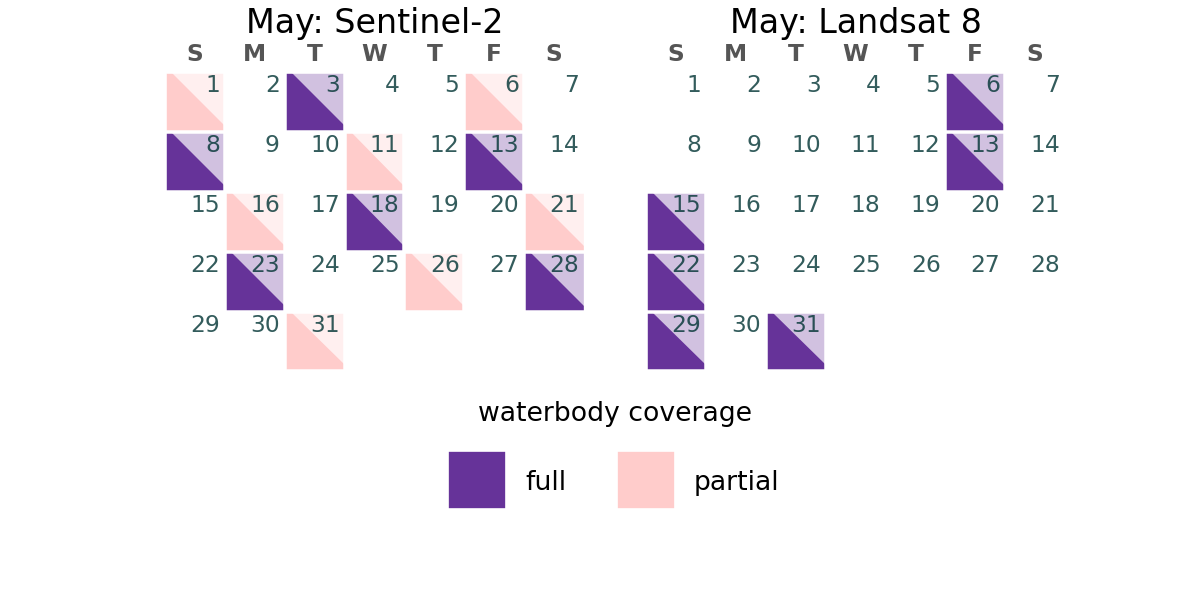 May: Sentinel-2
S M T W T F S
1 2 3 4 5 6 7
8 9 10 11 12 13 14
15 16 17 18 19 20 21
22 23 24 25 26 27 28
29 30 31
May: Landsat 8
S M T W T F S
1 2 3 4 5 6 7
8 9 10 11 12 13 14
15 16 17 18 19 20 21
22 23 24 25 26 27 28
29 30 31
waterbody coverage
full
partial